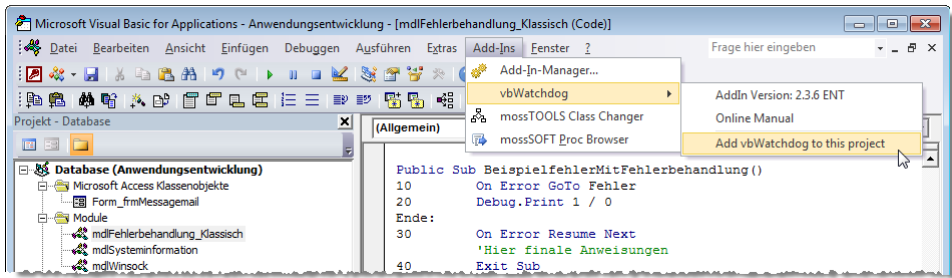 Microsoft Visual Basic for Applications - Anwendungsentwicklung - [mdlFehlerbehandlung_Klassisch (Code)]
Datei Bearbeiten Ansicht Einfügen Debuggen Ausführen Extras Add-Ins Fenster ? Frage hier eingeben
Add-In-Manager...
vbWatchdog
mossTOOLS Class Changer
mossSOFT Proc Browser
AddIn Version: 2.3.6 ENT
Online Manual
Add vbWatchdog to this project
Projekt - Database
Database (Anwendungsentwicklung)
Microsoft Access Klassenobjekte
Form_frmMessagemail
Module
mdlFehlerbehandlung_Klassisch
mdlSysteminformation
mdlWinsock
(Allgemein)
Public Sub BeispielfehlerMitFehlerbehandlung()
10 On Error GoTo Fehler
20 Debug.Print 1 / 0
Ende:
30 On Error Resume Next
'Hier finale Anweisungen
40 Exit Sub